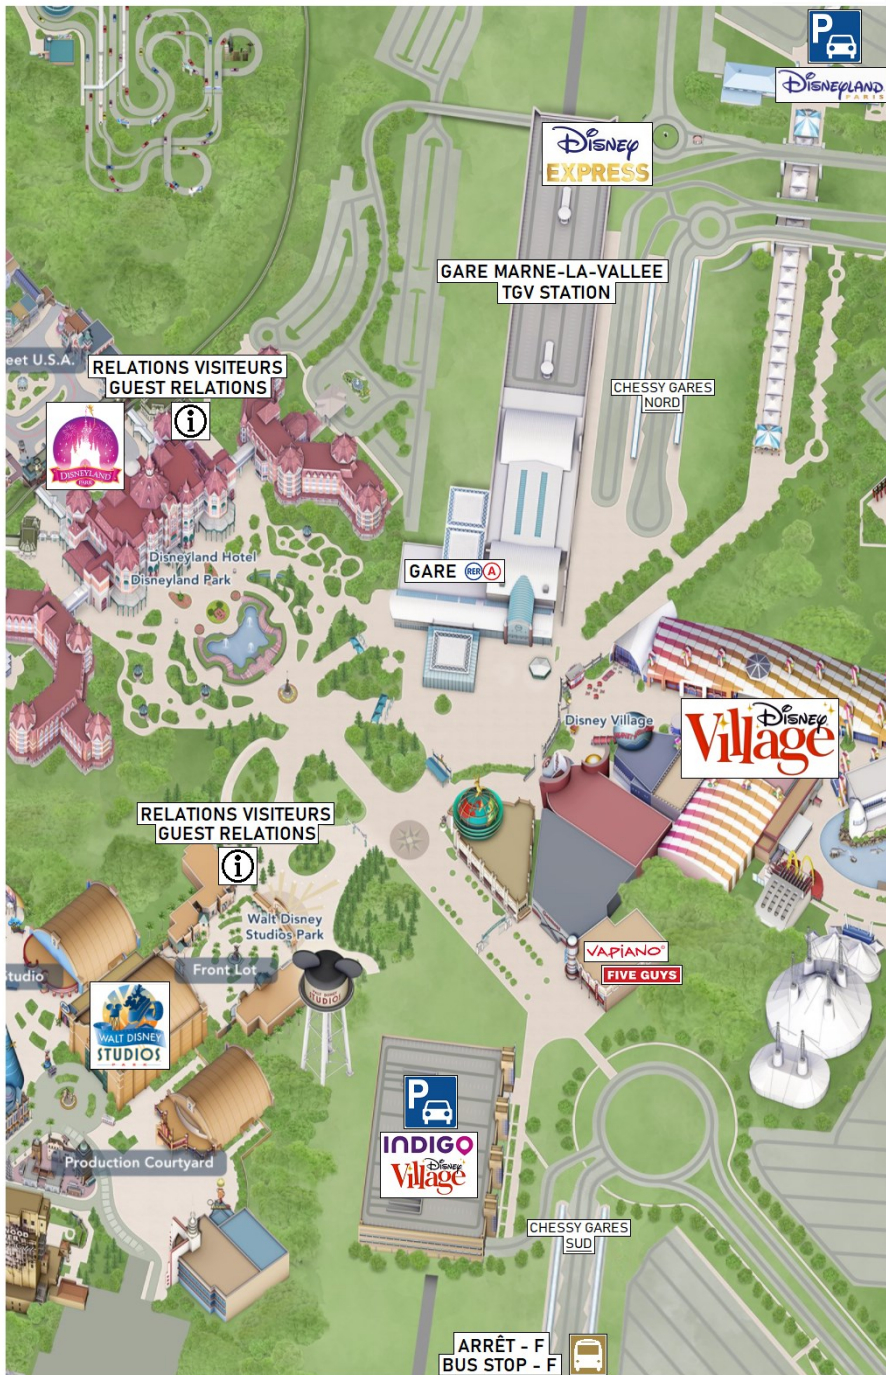 P
DISNEYLAND
PARIS
DISNEY
EXPRESS
GARE MARNE-LA-VALLEE
TGV STATION
eet U.S.A.
RELATIONS VISITEURS
GUEST RELATIONS
i
CHESSY GARES
NORD
DISNEYLAND
PARK
Disneyland Hotel
Disneyland Park
GARE RER A
Disney Village
DISNEY
Village
RELATIONS VISITEURS
GUEST RELATIONS
i
Walt Disney
Studios Park
VAPIANO®
FIVE GUYS
Studio
Front Lot
STUDIOS
WALT DISNEY
STUDIOS
PARK
P
INDIGO
DISNEY
Village
Production Courtyard
CHESSY GARES
SUD
ARRÊT - F
BUS STOP - F